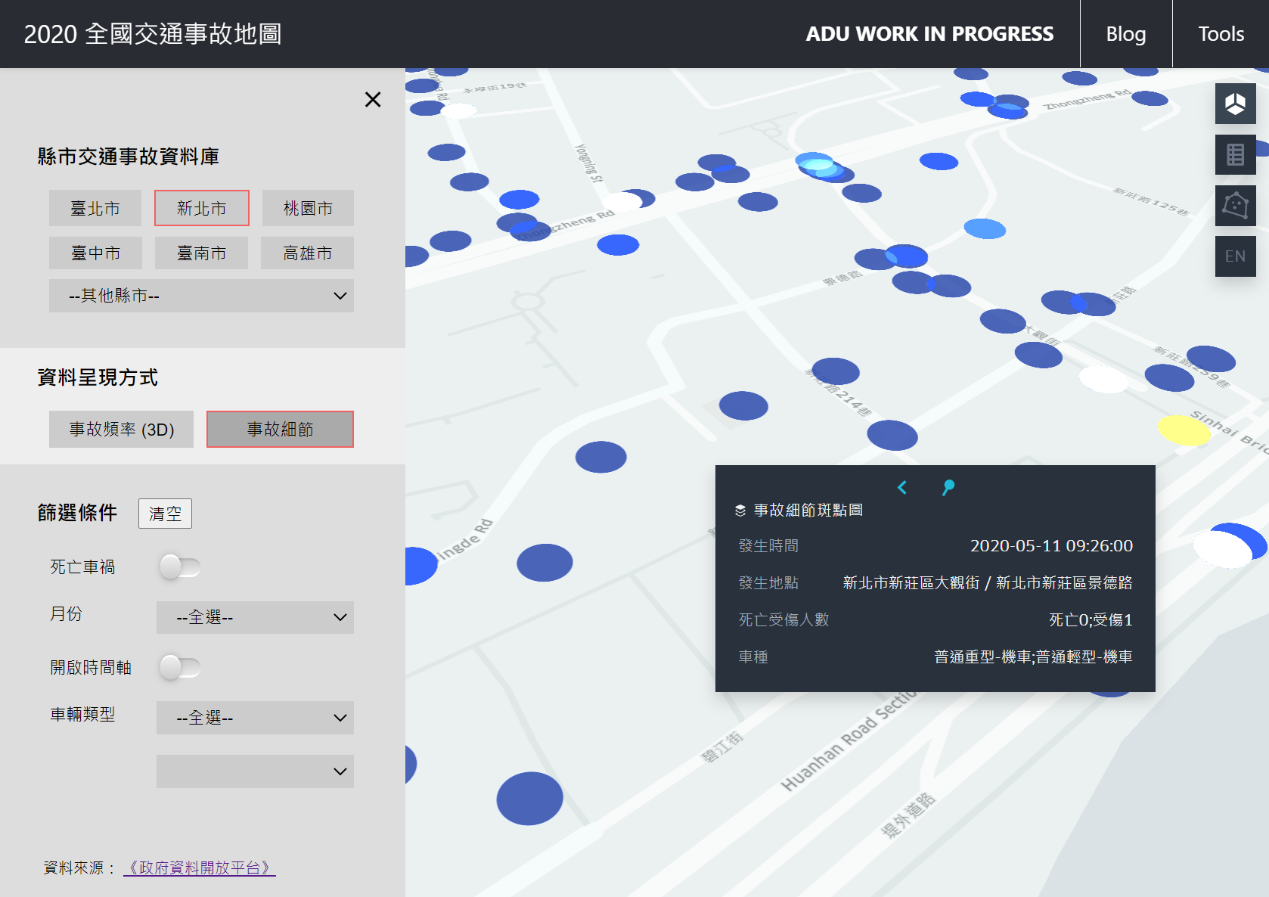 2020 全國交通事故地圖
ADU WORK IN PROGRESS
Blog
Tools
縣市交通事故資料庫
臺北市
新北市
桃園市
臺中市
臺南市
高雄市
--其他縣市--
資料呈現方式
事故頻率 (3D)
事故細節
篩選條件
清空
死亡車禍
月份
--全選--
開啟時間軸
車輛類型
--全選--
資料來源：《政府資料開放平台》
Zhongzheng Rd
Yongning St
新莊路125巷
景德路
大觀街
新莊路259巷
新莊路214巷
Sinhai
EN
事故細節斑點圖
發生時間
2020-05-11 09:26:00
發生地點
新北市新莊區大觀街 / 新北市新莊區景德路
死亡受傷人數
死亡0;受傷1
車種
普通重型-機車;普通輕型-機車
碧江街
Huanhan Road Section
堤外道路